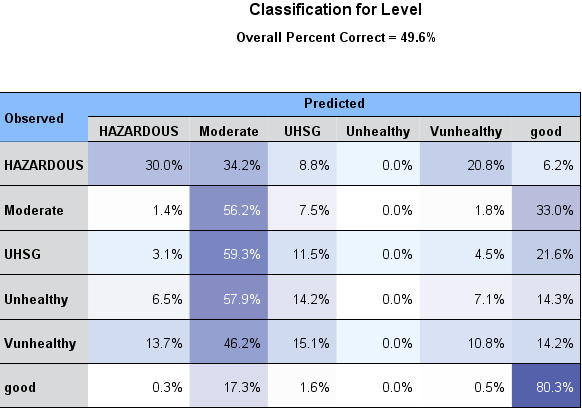 Classification for Level
Overall Percent Correct = 49.6%
Observed Predicted
HAZARDOUS Moderate UHSG Unhealthy Vunhealthy good
HAZARDOUS 30.0% 34.2% 8.8% 0.0% 20.8% 6.2%
Moderate 1.4% 56.2% 7.5% 0.0% 1.8% 33.0%
UHSG 3.1% 59.3% 11.5% 0.0% 4.5% 21.6%
Unhealthy 6.5% 57.9% 14.2% 0.0% 7.1% 14.3%
Vunhealthy 13.7% 46.2% 15.1% 0.0% 10.8% 14.2%
good 0.3% 17.3% 1.6% 0.0% 0.5% 80.3%